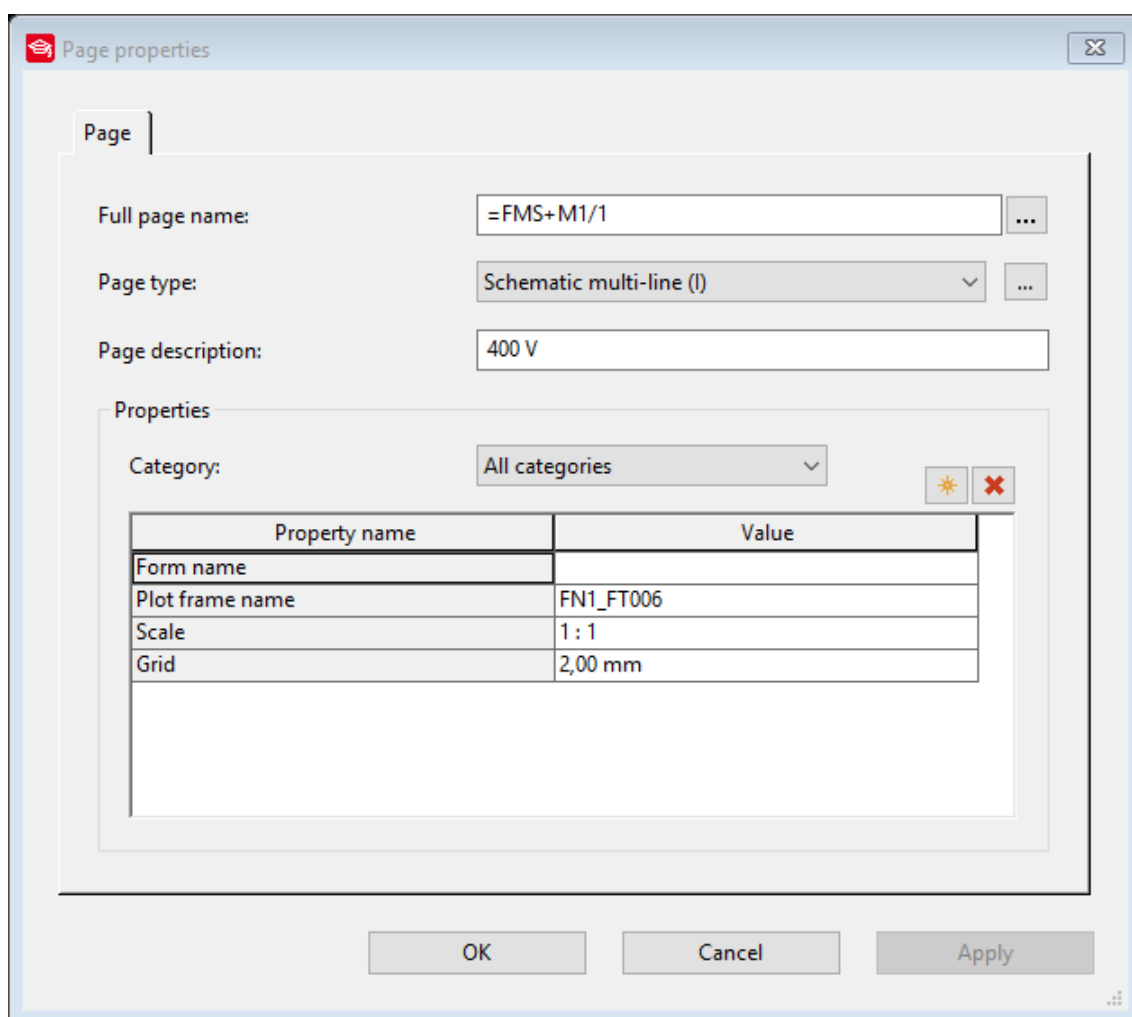 Page properties
Page
Full page name: =FMS+M1/1 ...
Page type: Schematic multi-line (I) ...
Page description: 400 V
Properties
Category: All categories
Property name Value
Form name
Plot frame name FN1_FT006
Scale 1 : 1
Grid 2,00 mm
OK Cancel Apply